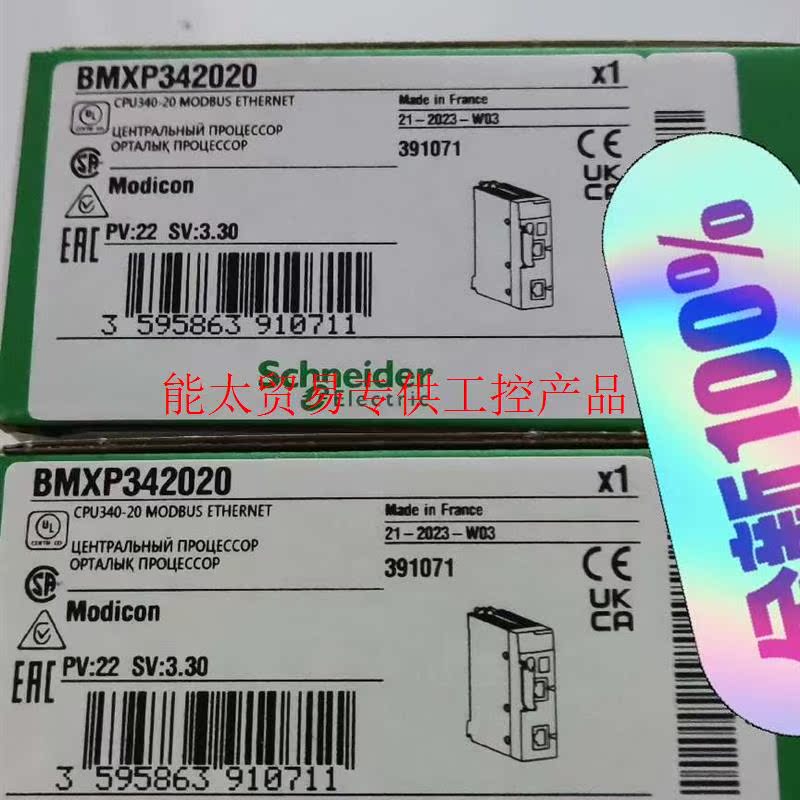 BMXP342020
x1
CPU340-20 MODBUS ETHERNET
Made in France
21-2023-W03
ЦЕНТРАЛЬНЫЙ ПРОЦЕССОР
ОРТАЛЫҚ ПРОЦЕССОР
391071
CE
UK
CA
UL
Modicon
EAC
PV:22 SV:3.30
3 595863 910711
Schneider
Electric
能太贸易专供工控产品
全新100%
BMXP342020
x1
CPU340-20 MODBUS ETHERNET
Made in France
21-2023-W03
ЦЕНТРАЛЬНЫЙ ПРОЦЕССОР
ОРТАЛЫҚ ПРОЦЕССОР
391071
CE
UK
CA
UL
Modicon
EAC
PV:22 SV:3.30
3 595863 910711